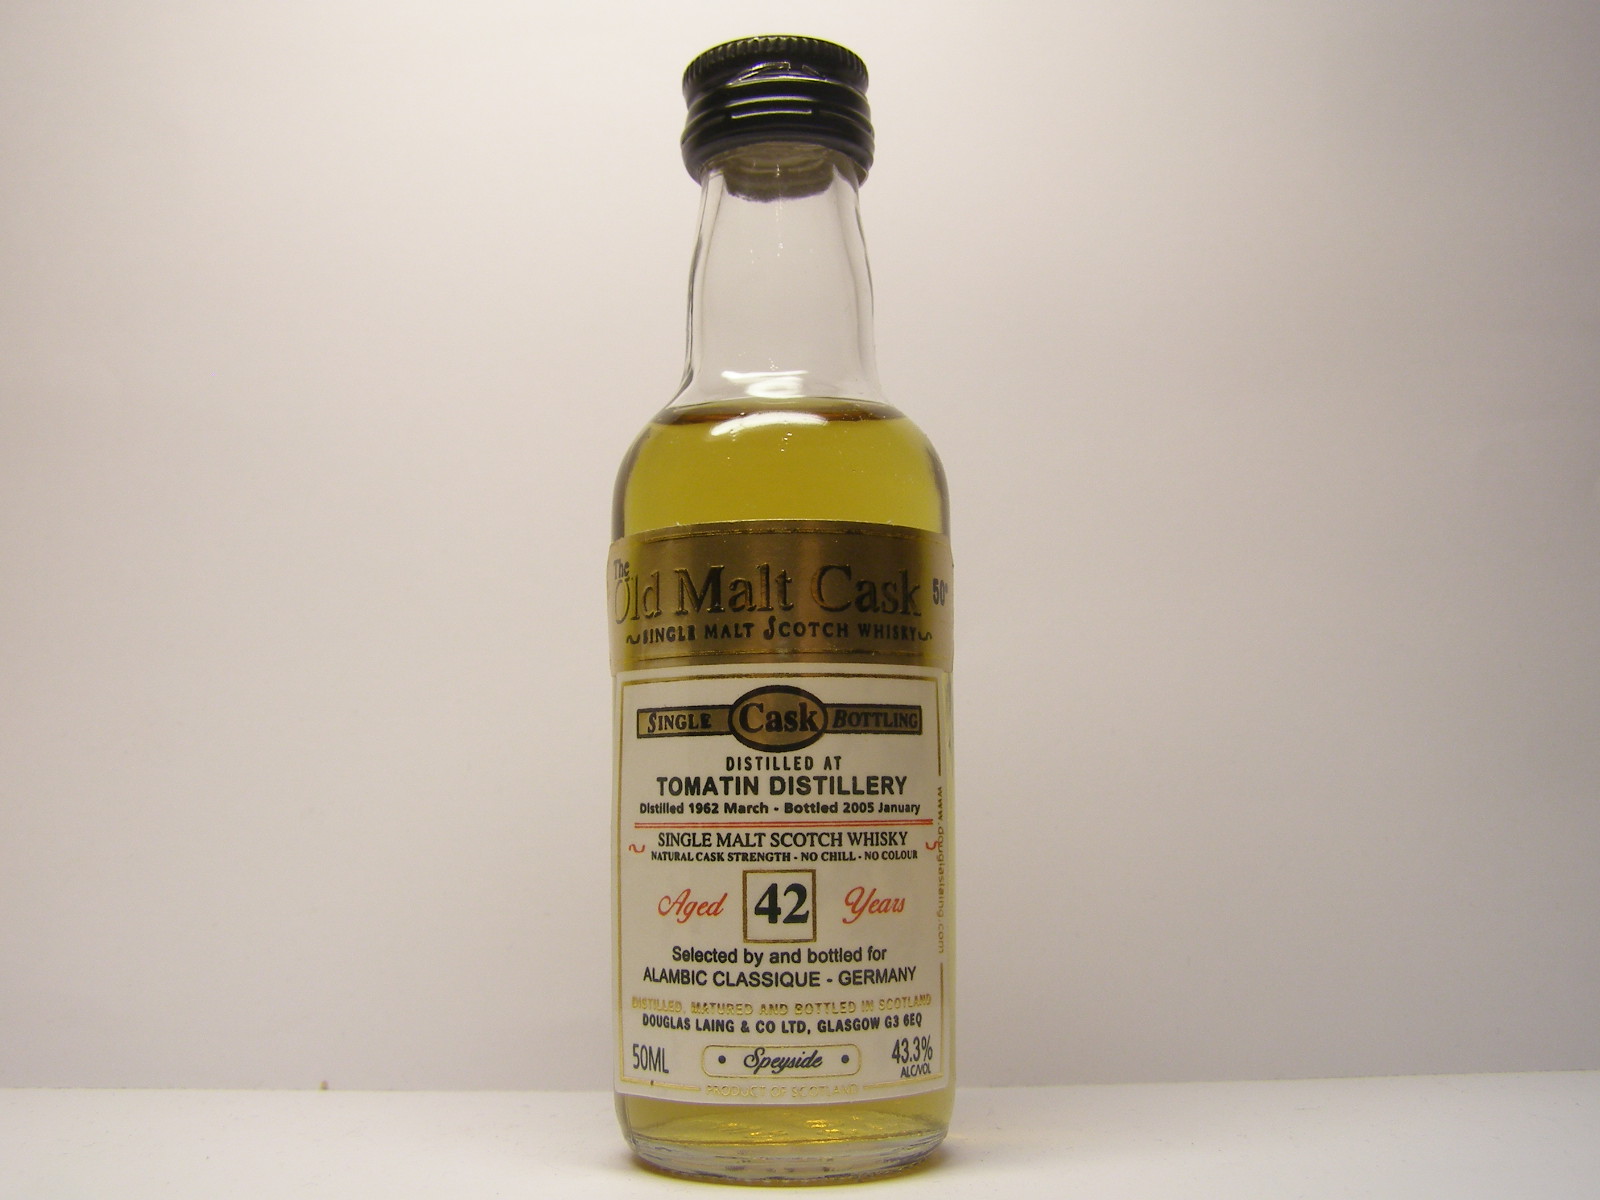 The
Old Malt Cask 50°
SINGLE MALT SCOTCH WHISKY
SINGLE Cask BOTTLING
DISTILLED AT
TOMATIN DISTILLERY
Distilled 1962 March - Bottled 2005 January
SINGLE MALT SCOTCH WHISKY
NATURAL CASK STRENGTH - NO CHILL - NO COLOUR
Aged 42 Years
Selected by and bottled for
ALAMBIC CLASSIQUE - GERMANY
DISTILLED, MATURED AND BOTTLED IN SCOTLAND
DOUGLAS LAING & CO LTD, GLASGOW G3 6EQ
50ML • Speyside • 43.3%
ALC/VOL
PRODUCT OF SCOTLAND
www.douglaslaing.com